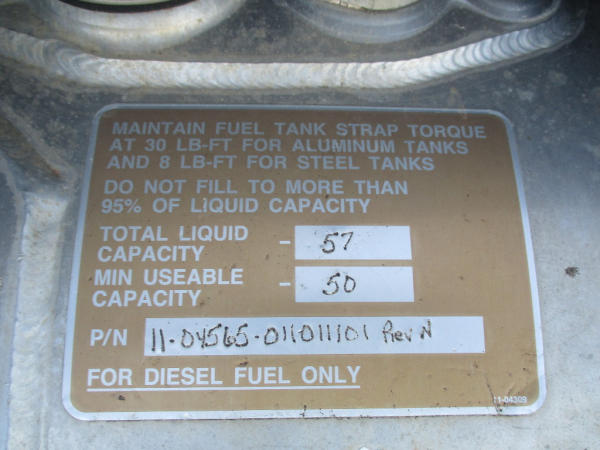 MAINTAIN FUEL TANK STRAP TORQUE
AT 30 LB-FT FOR ALUMINUM TANKS
AND 8 LB-FT FOR STEEL TANKS
DO NOT FILL TO MORE THAN
95% OF LIQUID CAPACITY
TOTAL LIQUID CAPACITY - 57
MIN USEABLE CAPACITY - 50
P/N 11-04565-011011101 Rev N
FOR DIESEL FUEL ONLY
11-04309